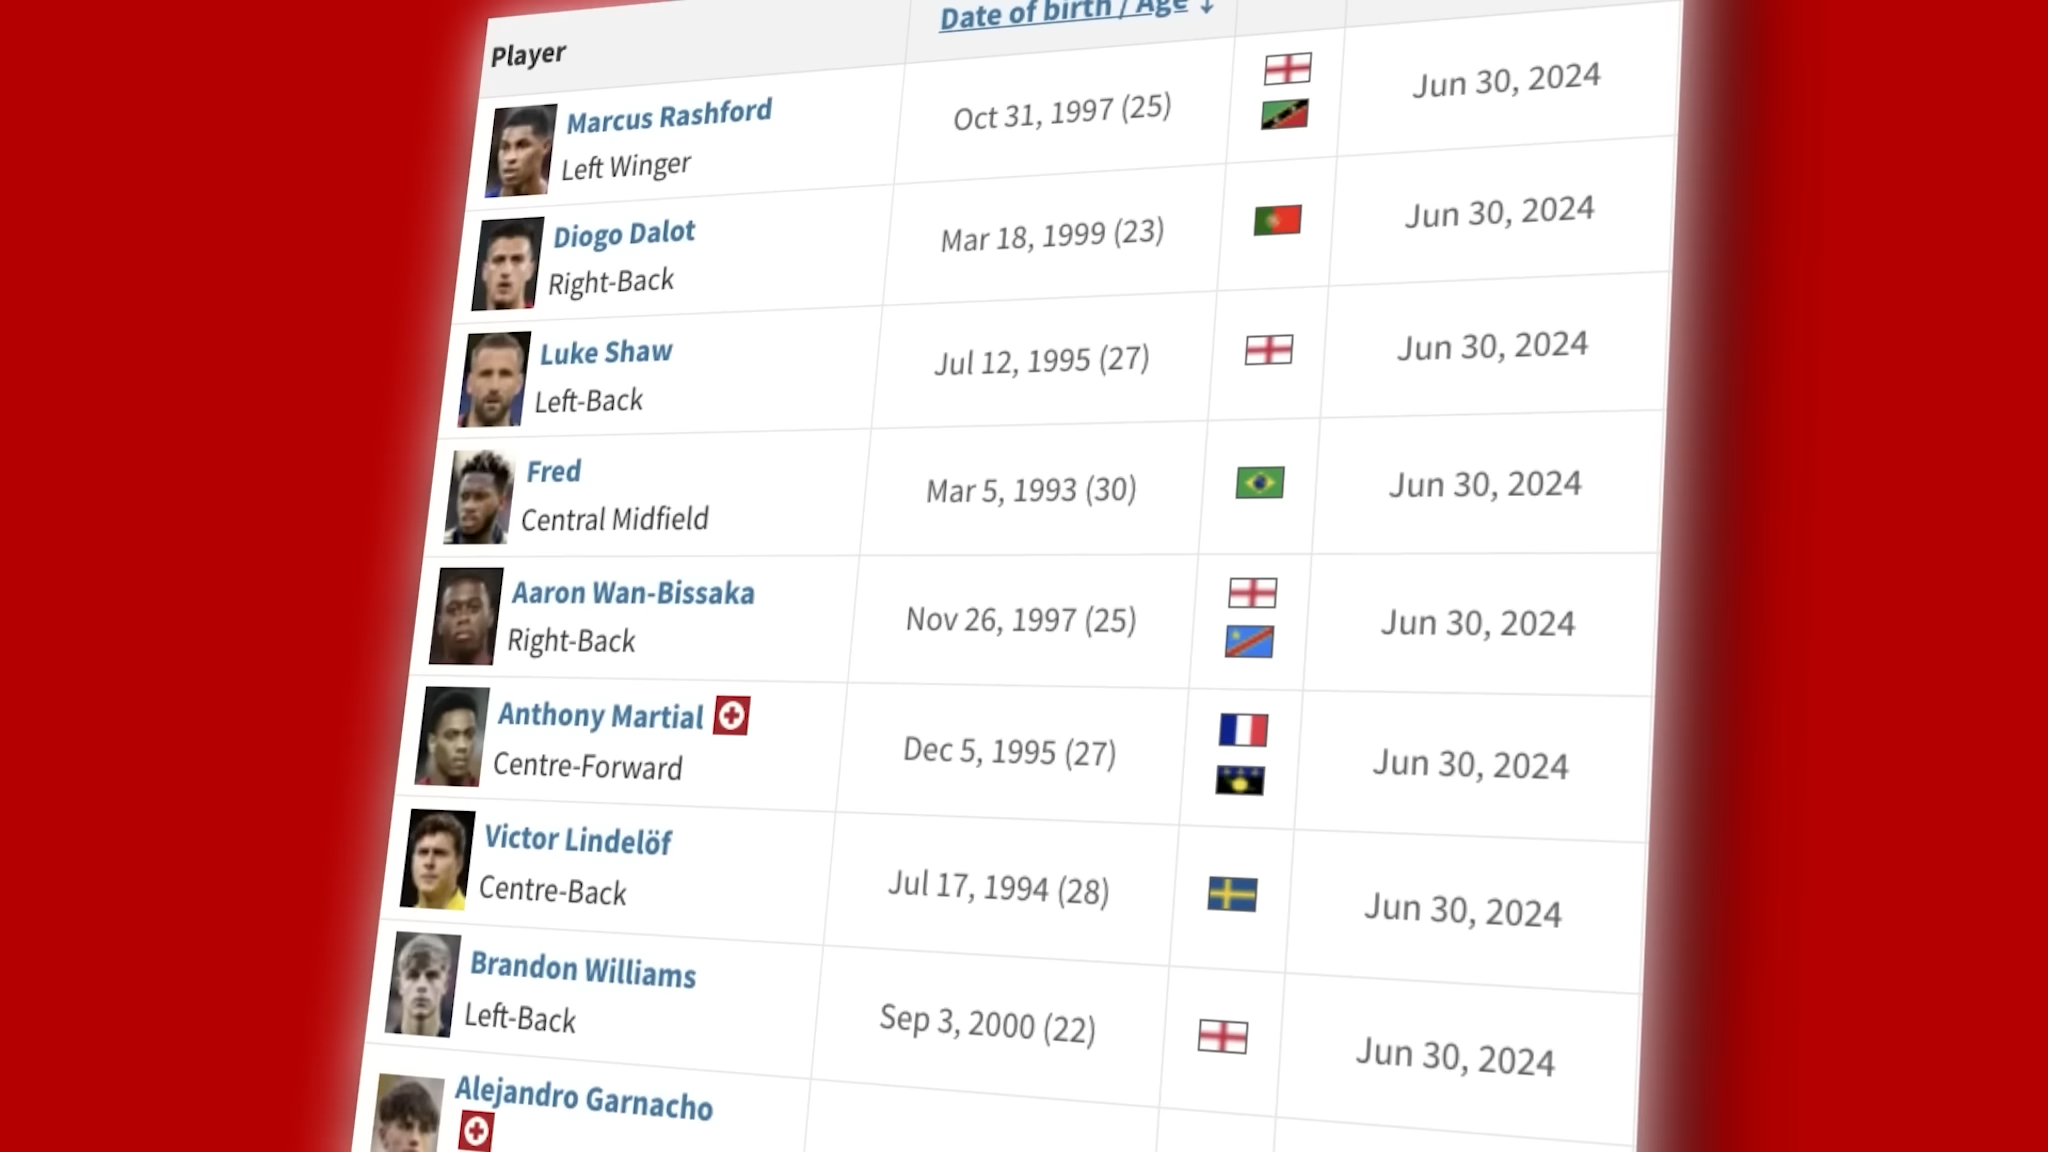 Player
Date of birth / Age ↓
Marcus Rashford
Left Winger
Oct 31, 1997 (25)
Jun 30, 2024
Diogo Dalot
Right-Back
Mar 18, 1999 (23)
Jun 30, 2024
Luke Shaw
Left-Back
Jul 12, 1995 (27)
Jun 30, 2024
Fred
Central Midfield
Mar 5, 1993 (30)
Jun 30, 2024
Aaron Wan-Bissaka
Right-Back
Nov 26, 1997 (25)
Jun 30, 2024
Anthony Martial
Centre-Forward
Dec 5, 1995 (27)
Jun 30, 2024
Victor Lindelöf
Centre-Back
Jul 17, 1994 (28)
Jun 30, 2024
Brandon Williams
Left-Back
Sep 3, 2000 (22)
Jun 30, 2024
Alejandro Garnacho